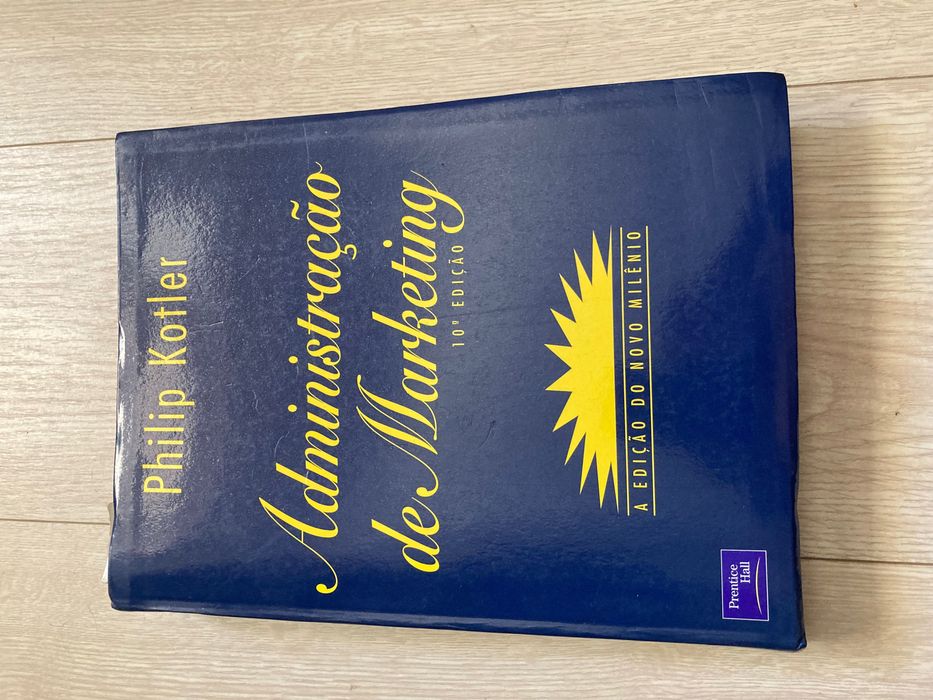 Philip Kotler
Administração
de Marketing
10ª EDIÇÃO
A EDIÇÃO DO NOVO MILÊNIO
Prentice
Hall